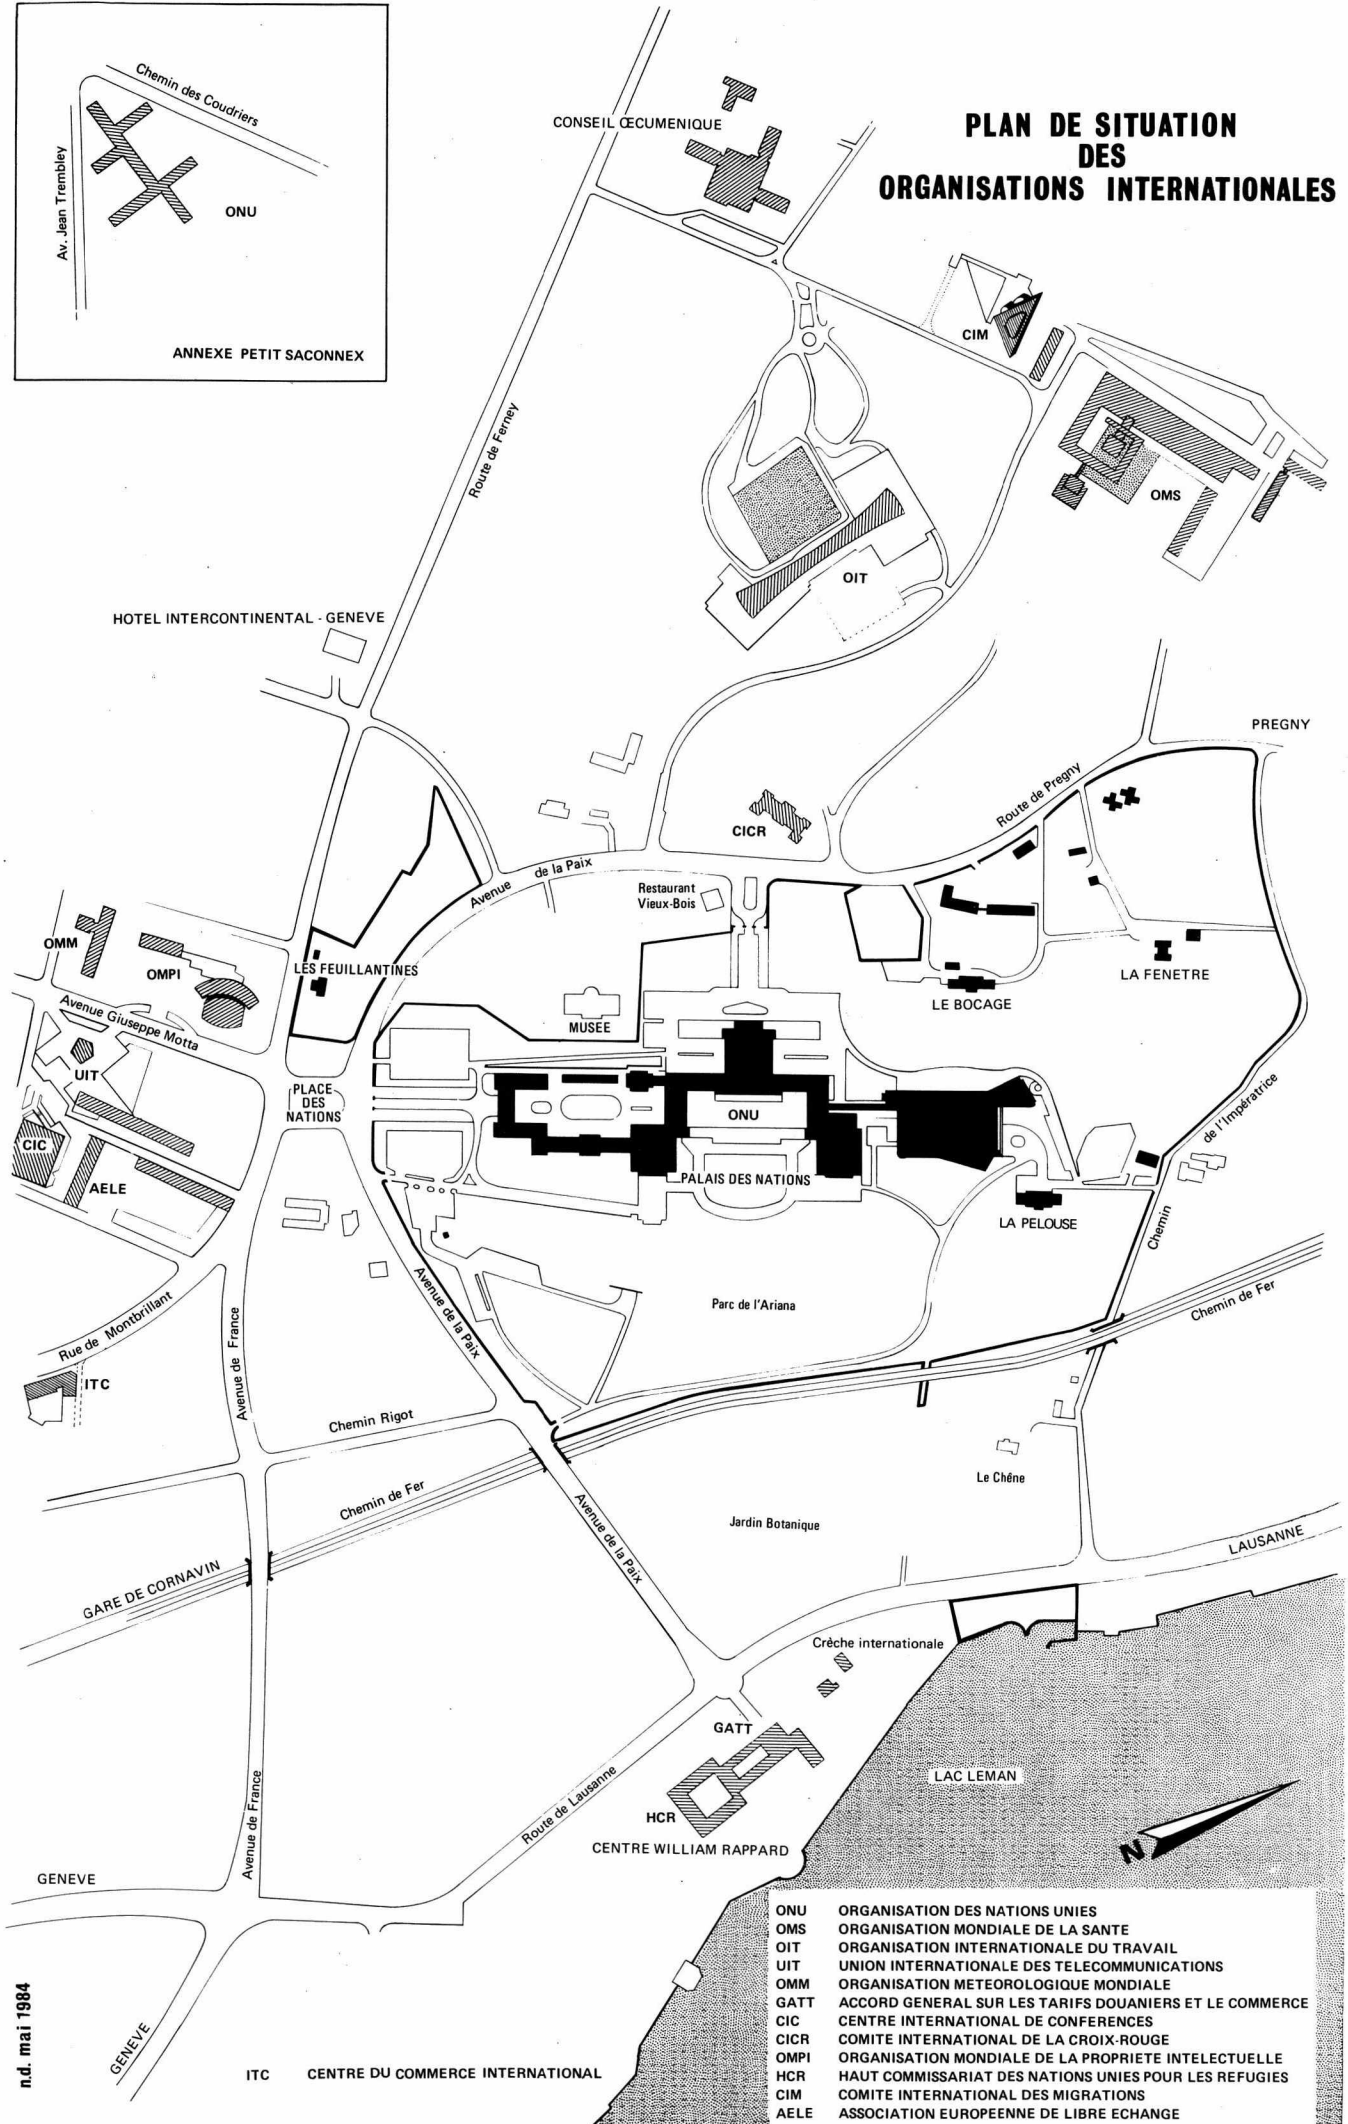 PLAN DE SITUATION
DES
ORGANISATIONS INTERNATIONALES
Chemin des Coudriers
Av. Jean Trembley
ONU
ANNEXE PETIT SACONNEX
CONSEIL ŒCUMENIQUE
CIM
OMS
Route de Ferney
OIT
HOTEL INTERCONTINENTAL - GENEVE
PREGNY
Route de Pregny
CICR
Avenue de la Paix
Restaurant
Vieux-Bois
OMM
OMPI
LES FEUILLANTINES
MUSEE
LE BOCAGE
LA FENETRE
Avenue Giuseppe Motta
UIT
PLACE
DES
NATIONS
ONU
CIC
AELE
PALAIS DES NATIONS
LA PELOUSE
Chemin de l'Impératrice
Avenue de la Paix
Parc de l'Ariana
Chemin de Fer
Rue de Montbrillant
Avenue de France
ITC
Chemin Rigot
Chemin de Fer
Le Chêne
Avenue de la Paix
Jardin Botanique
LAUSANNE
GARE DE CORNAVIN
Crèche internationale
GATT
LAC LEMAN
Avenue de France
Route de Lausanne
HCR
CENTRE WILLIAM RAPPARD
N
GENEVE
GENEVE
n.d. mai 1984
ITC CENTRE DU COMMERCE INTERNATIONAL
ONU ORGANISATION DES NATIONS UNIES
OMS ORGANISATION MONDIALE DE LA SANTE
OIT ORGANISATION INTERNATIONALE DU TRAVAIL
UIT UNION INTERNATIONALE DES TELECOMMUNICATIONS
OMM ORGANISATION METEOROLOGIQUE MONDIALE
GATT ACCORD GENERAL SUR LES TARIFS DOUANIERS ET LE COMMERCE
CIC CENTRE INTERNATIONAL DE CONFERENCES
CICR COMITE INTERNATIONAL DE LA CROIX-ROUGE
OMPI ORGANISATION MONDIALE DE LA PROPRIETE INTELECTUELLE
HCR HAUT COMMISSARIAT DES NATIONS UNIES POUR LES REFUGIES
CIM COMITE INTERNATIONAL DES MIGRATIONS
AELE ASSOCIATION EUROPEENNE DE LIBRE ECHANGE